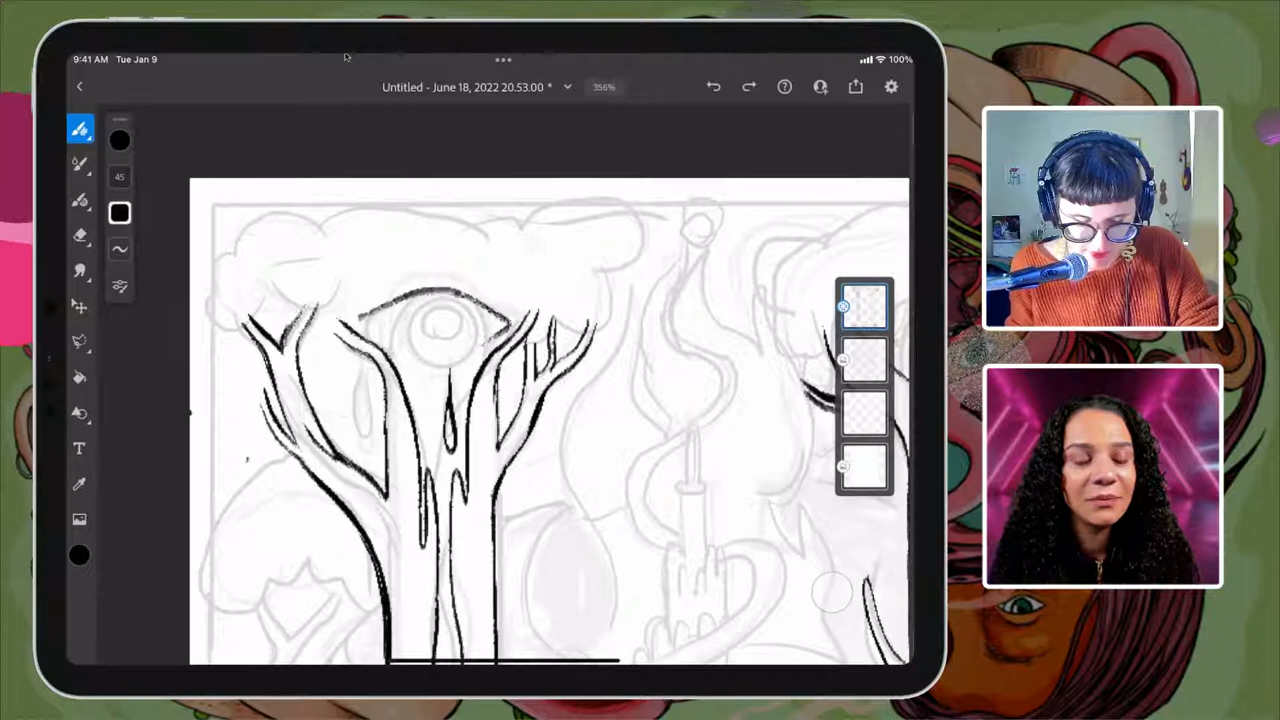 9:41 AM Tue Jan 9
100%
Untitled - June 18, 2022 20.53.00 *
356%
45
T